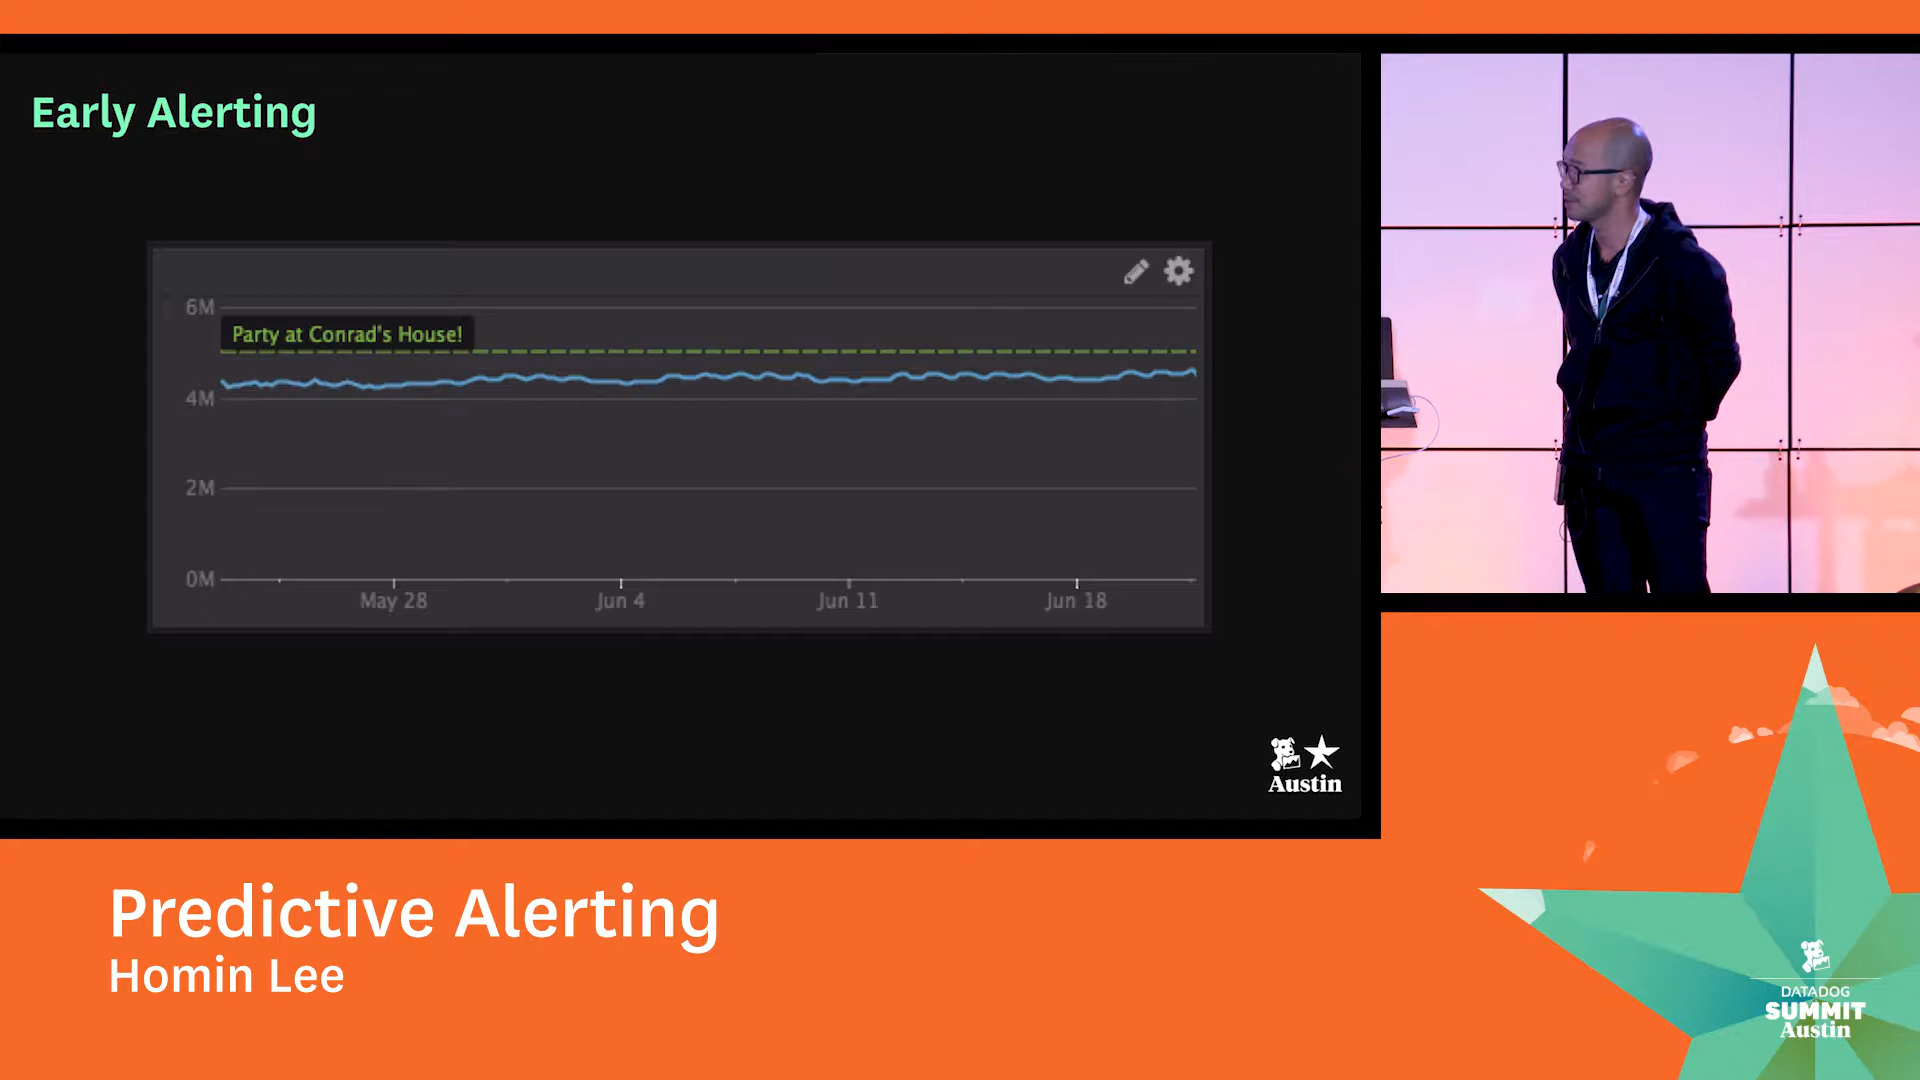 Early Alerting
6M
Party at Conrad's House!
4M
2M
0M
May 28
Jun 4
Jun 11
Jun 18
Austin
Predictive Alerting
Homin Lee
DATADOG
SUMMIT
Austin